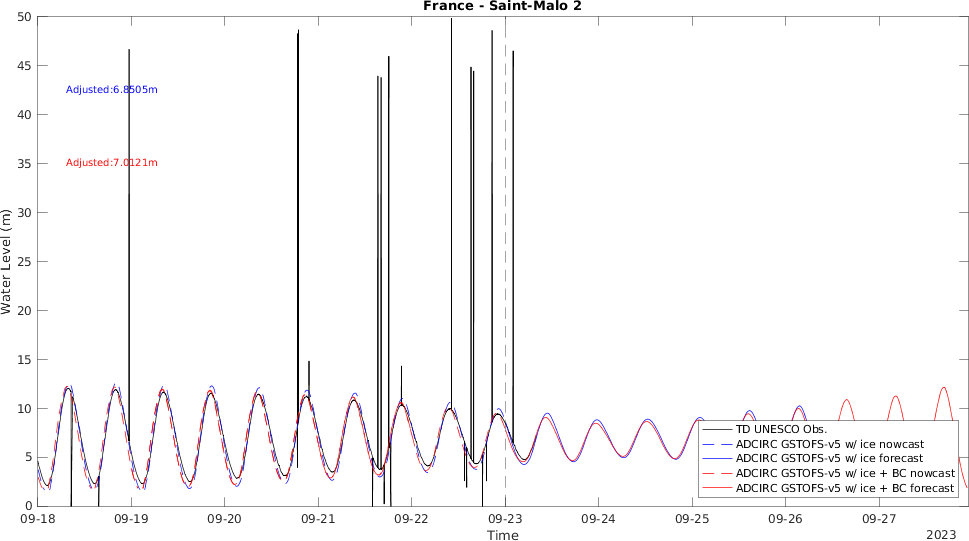 France - Saint-Malo 2
50
45
40
35
30
25
20
15
10
5
0
Water Level (m)
Adjusted:6.8505m
Adjusted:7.0121m
TD UNESCO Obs.
ADCIRC GSTOFS-v5 w/ ice nowcast
ADCIRC GSTOFS-v5 w/ ice forecast
ADCIRC GSTOFS-v5 w/ ice + BC nowcast
ADCIRC GSTOFS-v5 w/ ice + BC forecast
09-18 09-19 09-20 09-21 09-22 09-23 09-24 09-25 09-26 09-27
Time
2023